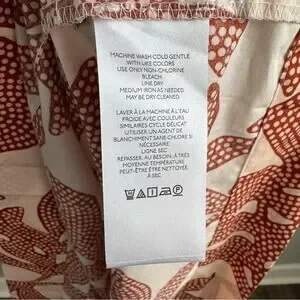 MACHINE WASH COLD GENTLE
WITH LIKE COLORS
USE ONLY NON-CHLORINE
BLEACH
LINE DRY
MEDIUM IRON AS NEEDED
MAY BE DRY CLEANED
LAVER À LA MACHINE À L'EAU
FROIDE AVEC COULEURS
SIMILAIRES CYCLE DÉLICAT
UTILISER UN AGENT DE
BLANCHIMENT SANS CHLORE SI
NÉCESSAIRE
LIGNE SEC
REPASSER, AU BESOIN, À TRÈS
MOYENNE TEMPÉRATURE
PEUT-ÊTRE ÊTRE NETTOYÉE
À SEC